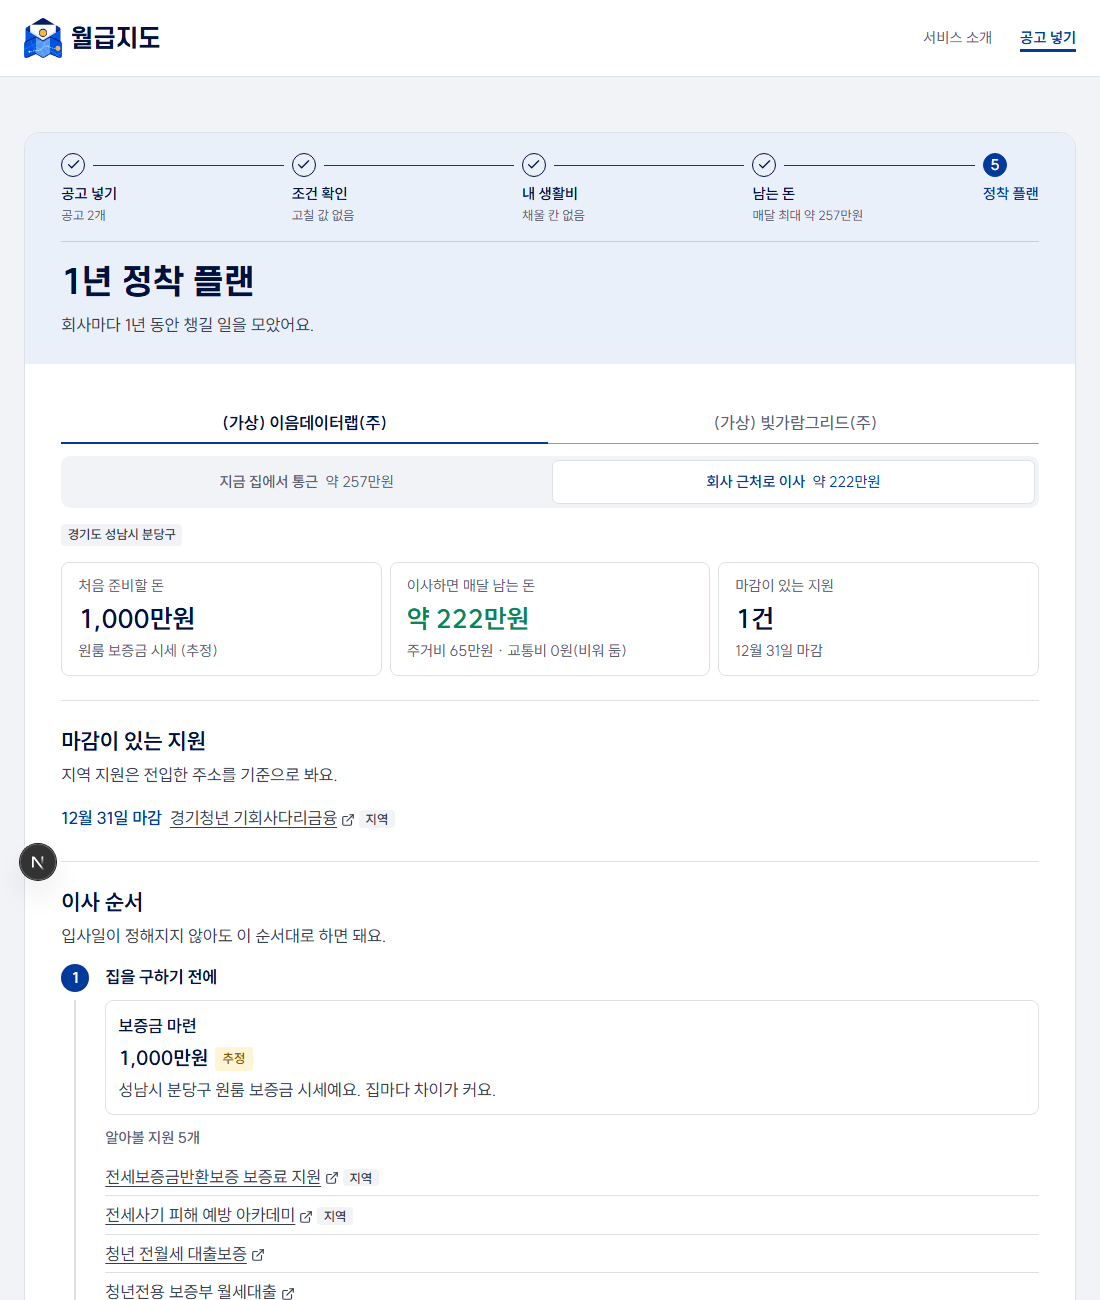 월급지도
서비스 소개
공고 넣기
5
공고 넣기
조건 확인
내 생활비
남는 돈
정착 플랜
공고 2개
고칠 값 없음
채울 칸 없음
매달 최대 약 257만원
1년 정착 플랜
회사마다 1년 동안 챙길 일을 모았어요.
(가상) 이음데이터랩(주)
(가상) 빛가람그리드(주)
지금 집에서 통근 약 257만원
회사 근처로 이사 약 222만원
경기도 성남시 분당구
처음 준비할 돈
1,000만원
원룸 보증금 시세 (추정)
이사하면 매달 남는 돈
약 222만원
주거비 65만원 · 교통비 0원(비워 둠)
마감이 있는 지원
1건
12월 31일 마감
마감이 있는 지원
지역 지원은 전입한 주소를 기준으로 봐요.
12월 31일 마감 경기청년 기회사다리금융 지역
N
이사 순서
입사일이 정해지지 않아도 이 순서대로 하면 돼요.
1 집을 구하기 전에
보증금 마련
1,000만원 추정
성남시 분당구 원룸 보증금 시세예요. 집마다 차이가 커요.
알아볼 지원 5개
전세보증금반환보증 보증료 지원 지역
전세사기 피해 예방 아카데미 지역
청년 전월세 대출보증
청년전용 보증부 월세대출